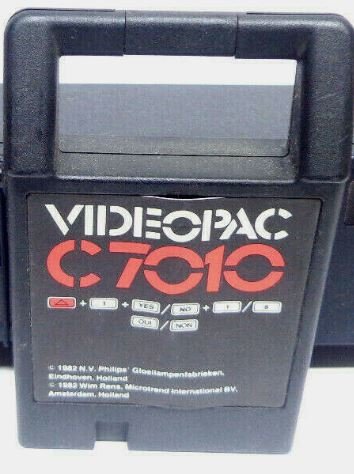 VIDEOPAC
C7010
+ 1 + YES / NO + 1 / 6
OUI / NON
© 1982 N.V. Philips' Gloeilampenfabrieken,
Eindhoven, Holland
© 1982 Wim Rens, Microtrend International BV,
Amsterdam, Holland